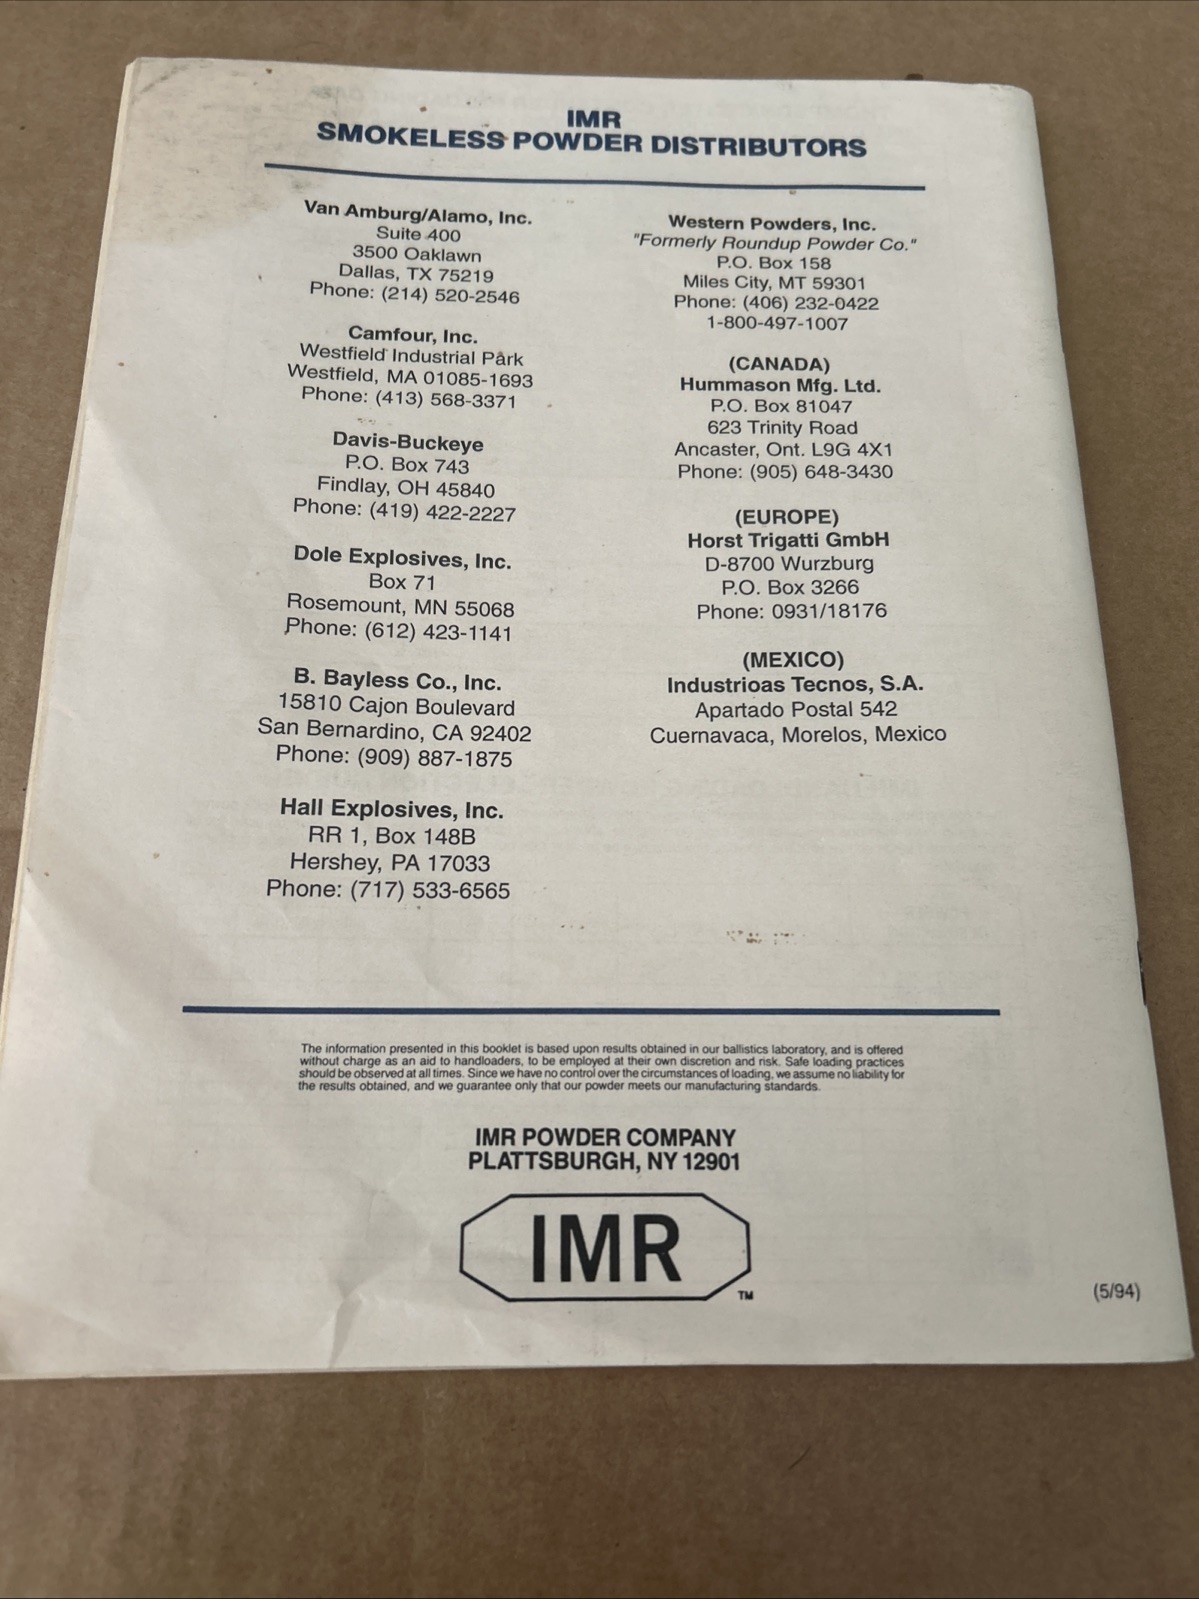 IMR
SMOKELESS POWDER DISTRIBUTORS
Van Amburg/Alamo, Inc.
Suite 400
3500 Oaklawn
Dallas, TX 75219
Phone: (214) 520-2546
Camfour, Inc.
Westfield Industrial Park
Westfield, MA 01085-1693
Phone: (413) 568-3371
Davis-Buckeye
P.O. Box 743
Findlay, OH 45840
Phone: (419) 422-2227
Dole Explosives, Inc.
Box 71
Rosemount, MN 55068
Phone: (612) 423-1141
B. Bayless Co., Inc.
15810 Cajon Boulevard
San Bernardino, CA 92402
Phone: (909) 887-1875
Hall Explosives, Inc.
RR 1, Box 148B
Hershey, PA 17033
Phone: (717) 533-6565
Western Powders, Inc.
"Formerly Roundup Powder Co."
P.O. Box 158
Miles City, MT 59301
Phone: (406) 232-0422
1-800-497-1007
(CANADA)
Hummason Mfg. Ltd.
P.O. Box 81047
623 Trinity Road
Ancaster, Ont. L9G 4X1
Phone: (905) 648-3430
(EUROPE)
Horst Trigatti GmbH
D-8700 Wurzburg
P.O. Box 3266
Phone: 0931/18176
(MEXICO)
Industrioas Tecnos, S.A.
Apartado Postal 542
Cuernavaca, Morelos, Mexico
The information presented in this booklet is based upon results obtained in our ballistics laboratory, and is offered
without charge as an aid to handloaders, to be employed at their own discretion and risk. Safe loading practices
should be observed at all times. Since we have no control over the circumstances of loading, we assume no liability for
the results obtained, and we guarantee only that our powder meets our manufacturing standards.
IMR POWDER COMPANY
PLATTSBURGH, NY 12901
IMR
TM
(5/94)